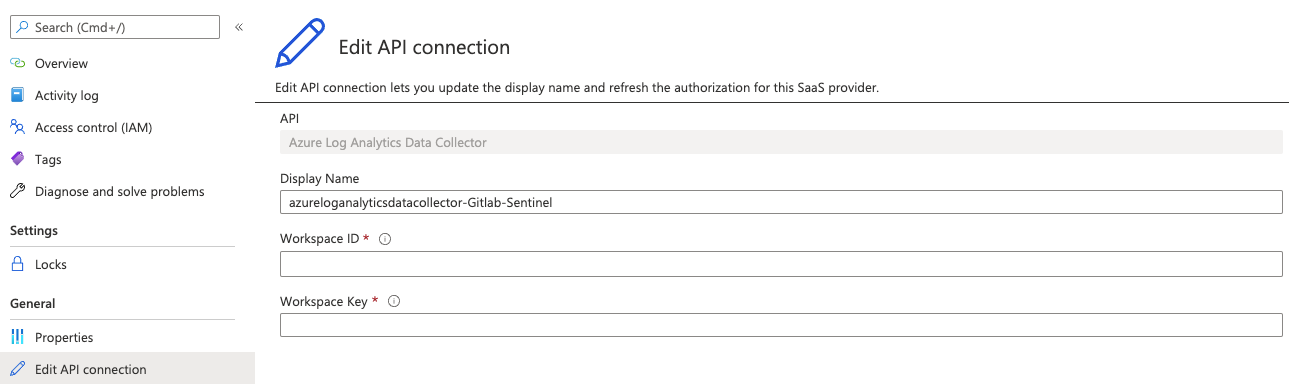 Search (Cmd+/)
«
Overview
Activity log
Access control (IAM)
Tags
Diagnose and solve problems
Settings
Locks
General
Properties
Edit API connection
Edit API connection
Edit API connection lets you update the display name and refresh the authorization for this SaaS provider.
API
Azure Log Analytics Data Collector
Display Name
azureloganalyticsdatacollector-Gitlab-Sentinel
Workspace ID *
Workspace Key *